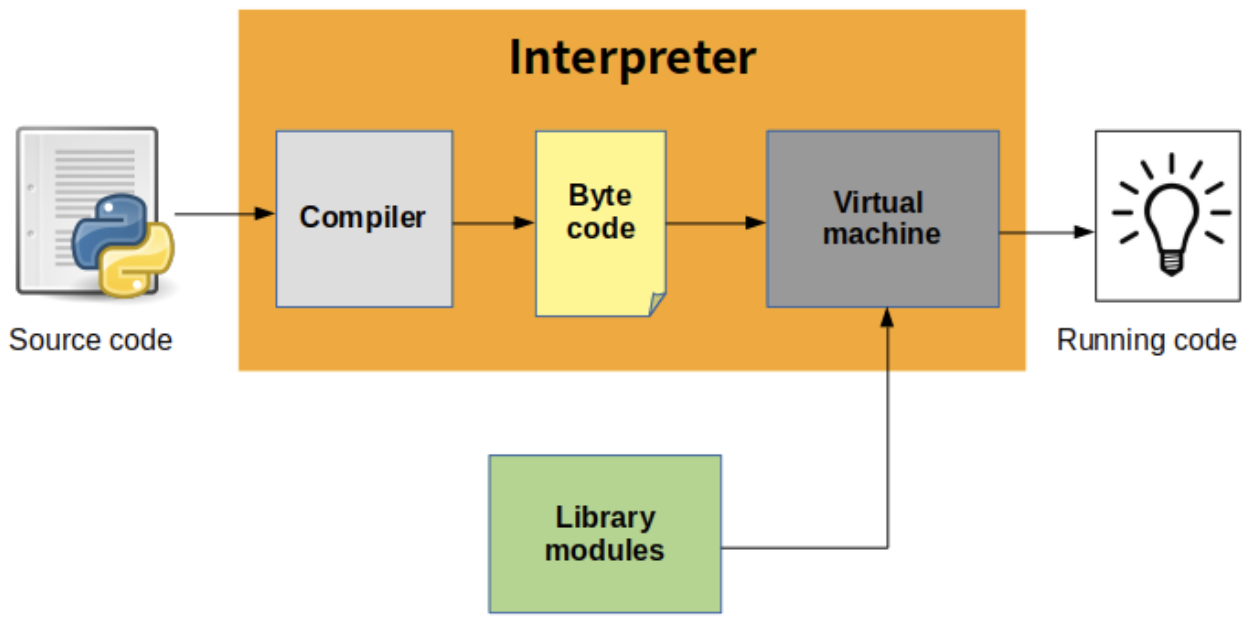 Interpreter
Compiler
Byte
code
Virtual
machine
Source code
Running code
Library
modules